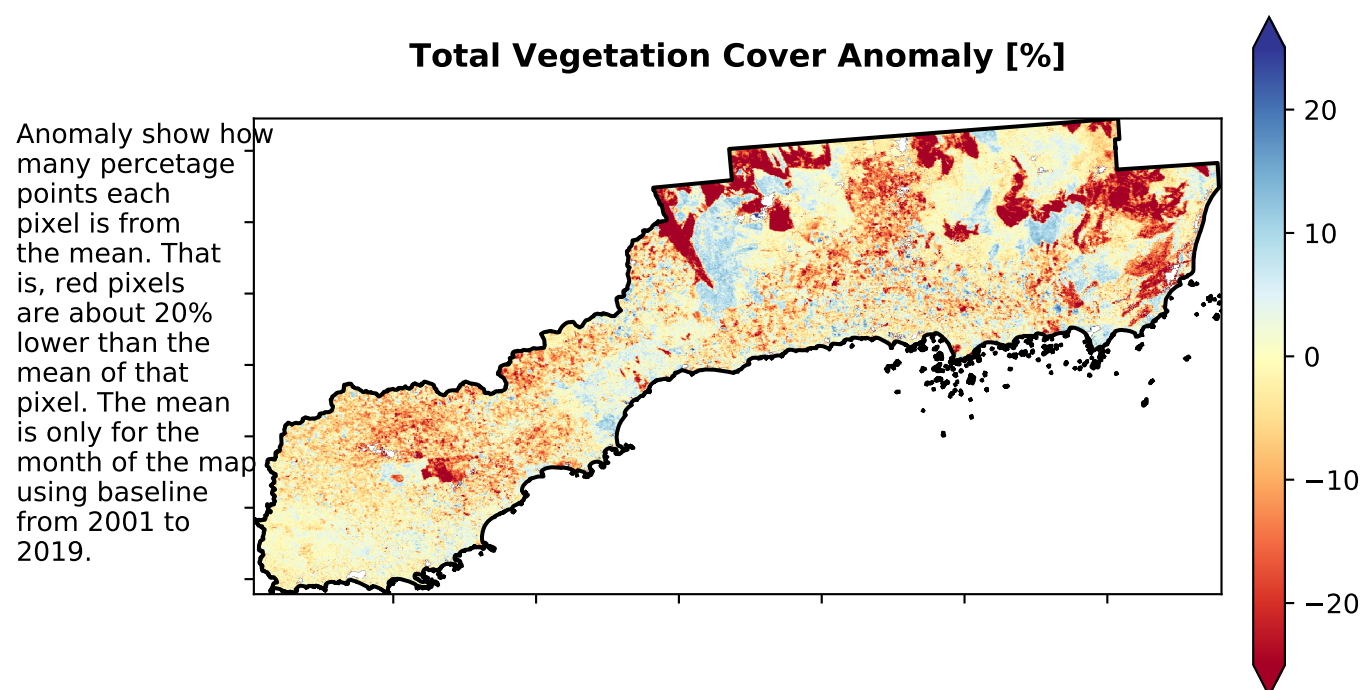 Total Vegetation Cover Anomaly [%]
Anomaly show how
many percetage
points each
pixel is from
the mean. That
is, red pixels
are about 20%
lower than the
mean of that
pixel. The mean
is only for the
month of the map
using baseline
from 2001 to
2019.
20
10
0
−10
−20